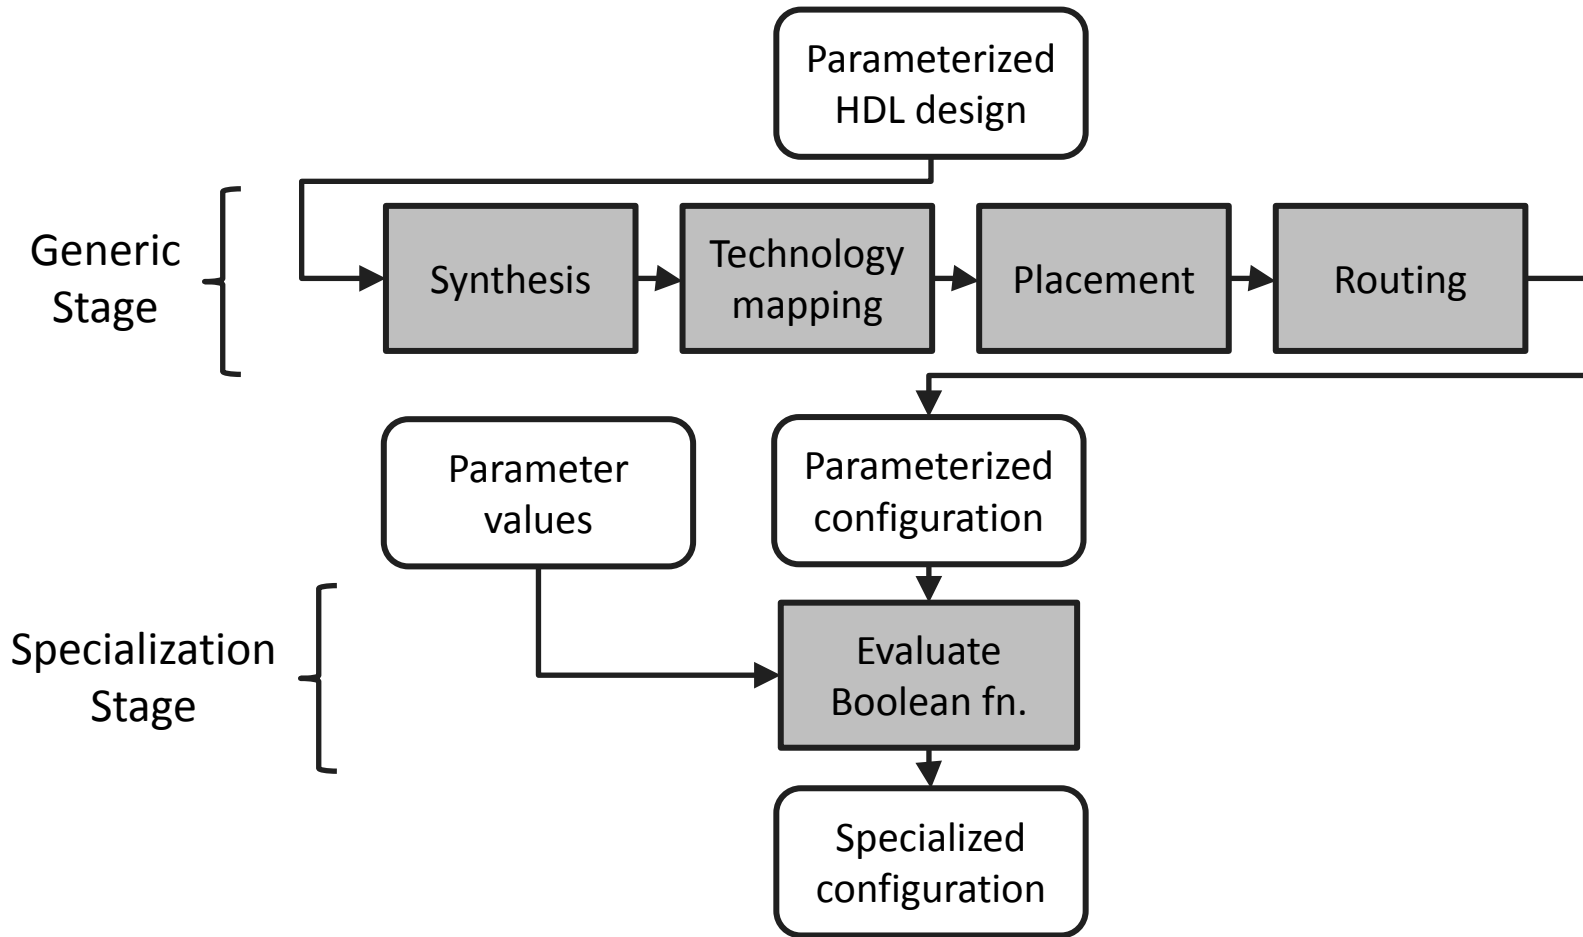 Parameterized
HDL design
Generic
Stage
Synthesis
Technology
mapping
Placement
Routing
Parameter
values
Parameterized
configuration
Specialization
Stage
Evaluate
Boolean fn.
Specialized
configuration